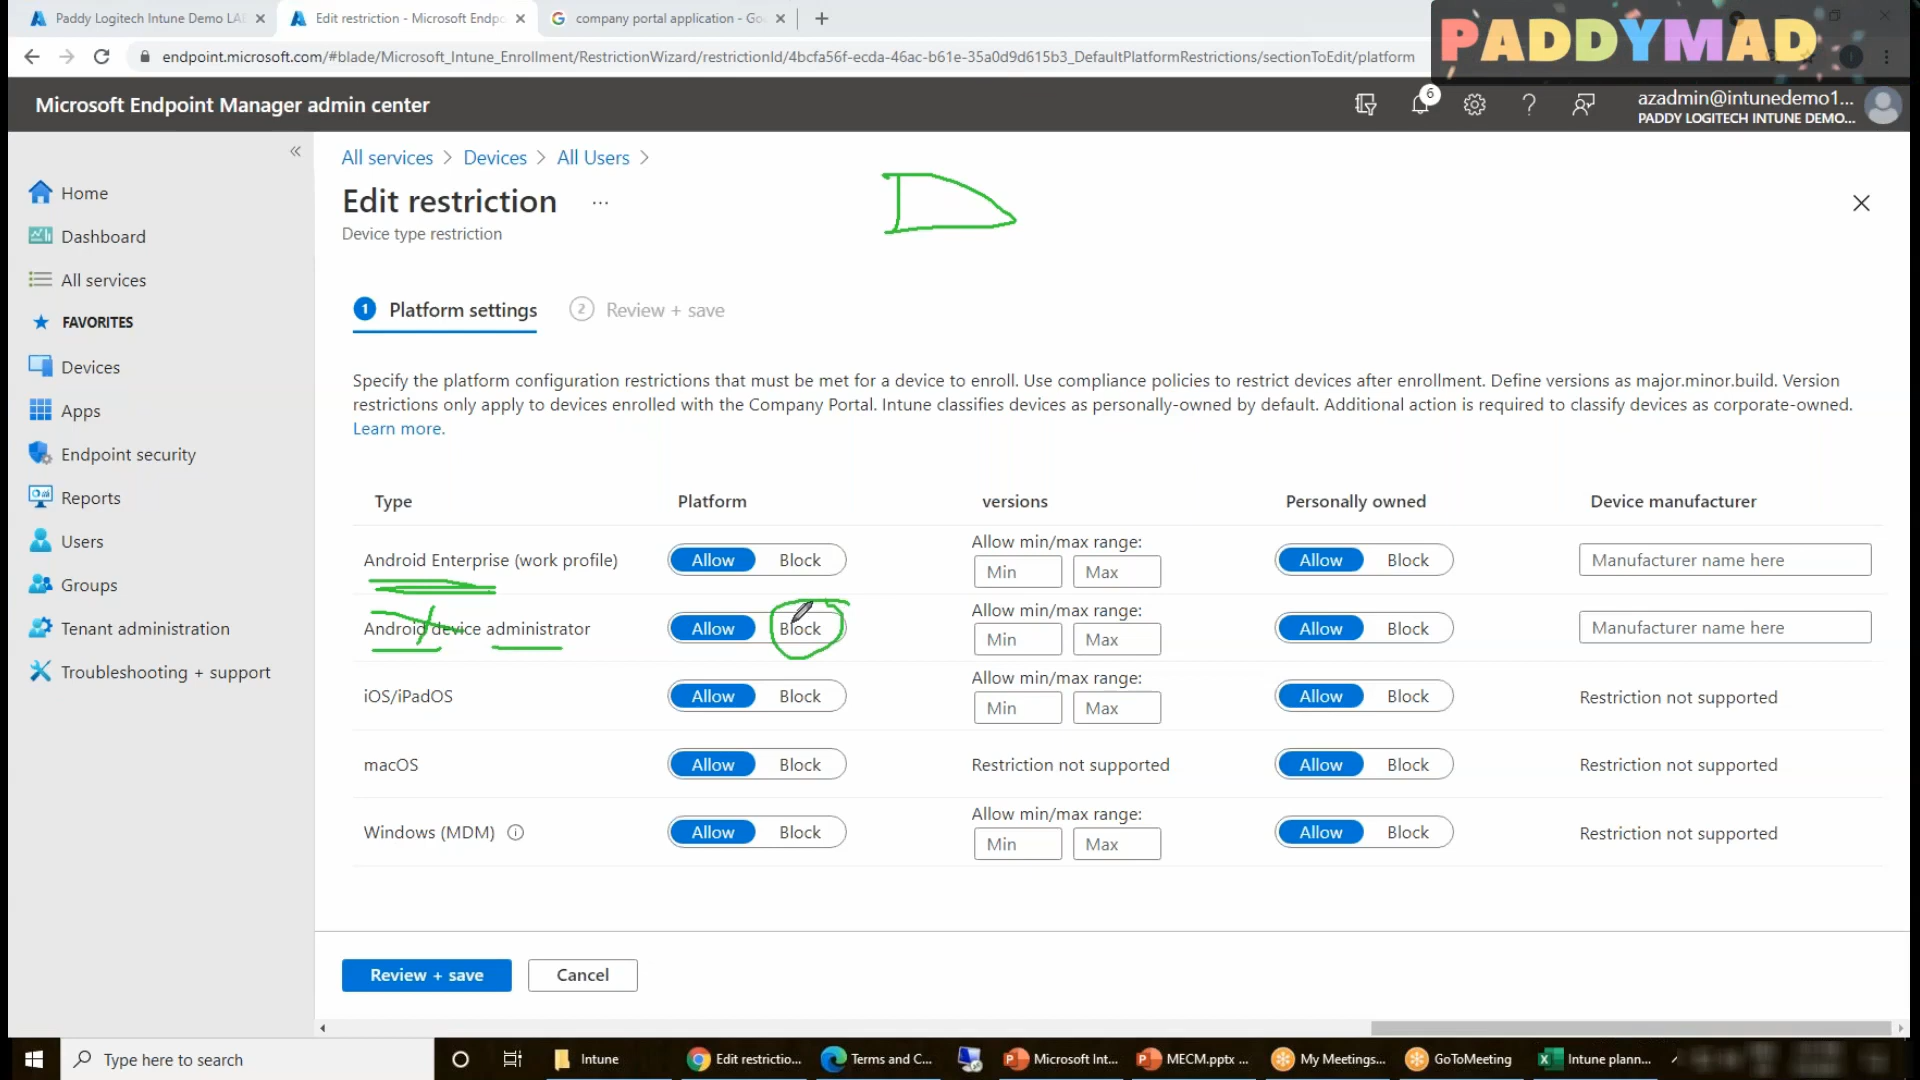 Paddy Logitech Intune Demo LA
Edit restriction - Microsoft Endpo
company portal application - Go
PADDYMAD
endpoint.microsoft.com/#blade/Microsoft_Intune_Enrollment/RestrictionWizard/restrictionId/4bcfa56f-ecda-46ac-b61e-35a0d9d615b3_DefaultPlatformRestrictions/sectionToEdit/platform
Microsoft Endpoint Manager admin center
6
azadmin@intunedemo1...
PADDY LOGITECH INTUNE DEMO...
All services > Devices > All Users >
Edit restriction ...
Device type restriction
Home
Dashboard
All services
FAVORITES
Devices
Apps
Endpoint security
Reports
Users
Groups
Tenant administration
Troubleshooting + support
1 Platform settings
2 Review + save
Specify the platform configuration restrictions that must be met for a device to enroll. Use compliance policies to restrict devices after enrollment. Define versions as major.minor.build. Version
restrictions only apply to devices enrolled with the Company Portal. Intune classifies devices as personally-owned by default. Additional action is required to classify devices as corporate-owned.
Learn more.
Type Platform versions Personally owned Device manufacturer
Allow min/max range:
Android Enterprise (work profile) Allow Block Min Max Allow Block Manufacturer name here
Allow min/max range:
Android device administrator Allow Block Min Max Allow Block Manufacturer name here
Allow min/max range:
iOS/iPadOS Allow Block Min Max Allow Block Restriction not supported
macOS Allow Block Restriction not supported Allow Block Restriction not supported
Allow min/max range:
Windows (MDM) Allow Block Min Max Allow Block Restriction not supported
Review + save
Cancel
Type here to search
Intune
Edit restrictio...
Terms and C...
Microsoft Int...
MECM.pptx ...
My Meetings...
GoToMeeting
Intune plann...